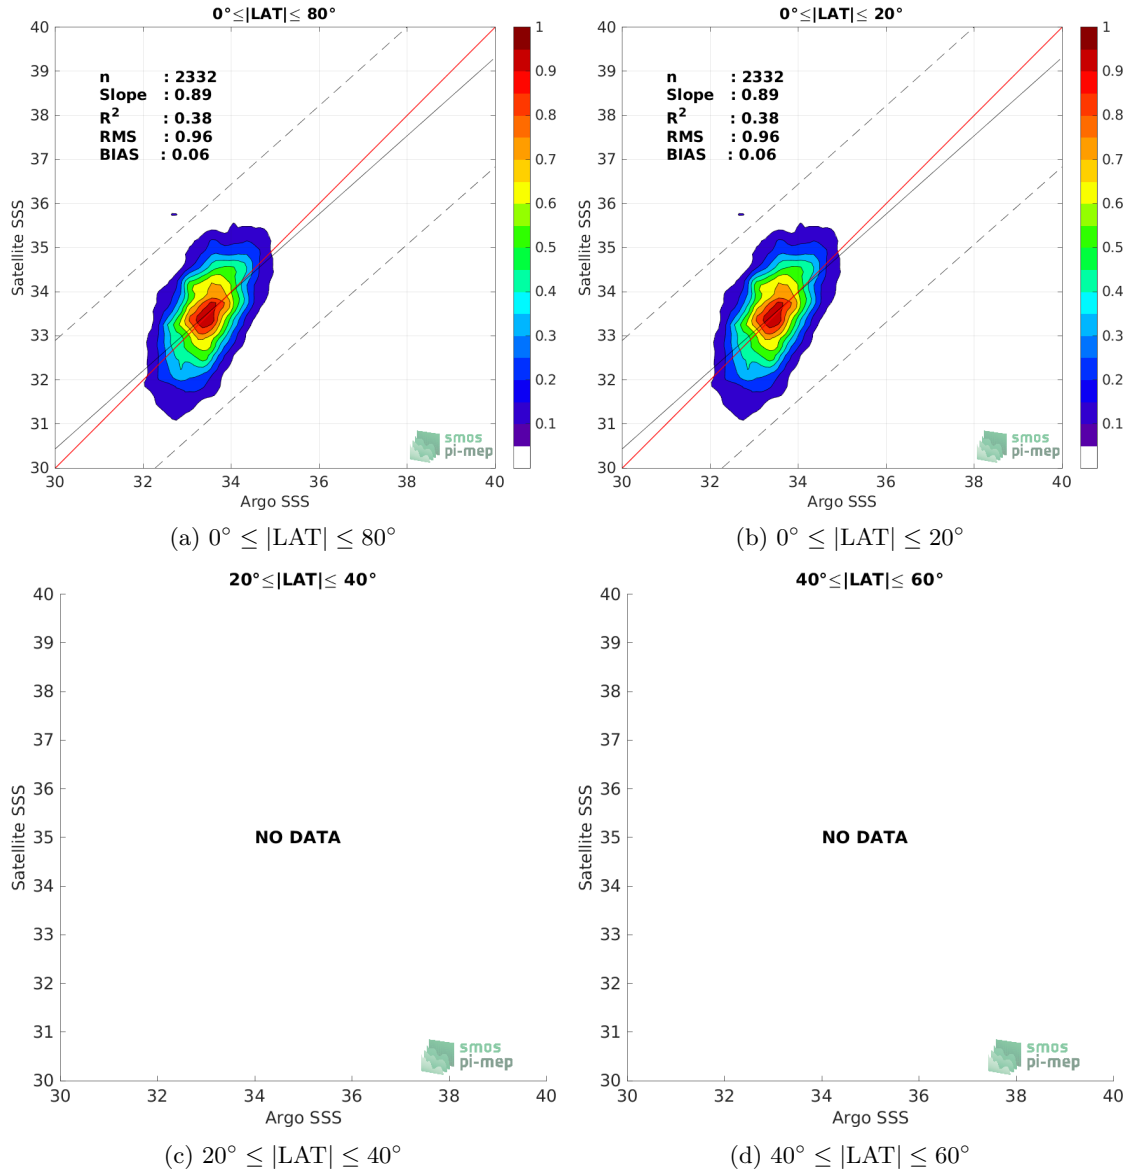 0°≤|LAT|≤ 80°
40
39
38
37
36
35
34
33
32
31
30
Satellite SSS
n : 2332
Slope : 0.89
R² : 0.38
RMS : 0.96
BIAS : 0.06
smos
pi-mep
30 32 34 36 38 40
Argo SSS
1
0.9
0.8
0.7
0.6
0.5
0.4
0.3
0.2
0.1
(a) 0° ≤ |LAT| ≤ 80°
0°≤|LAT|≤ 20°
40
39
38
37
36
35
34
33
32
31
30
Satellite SSS
n : 2332
Slope : 0.89
R² : 0.38
RMS : 0.96
BIAS : 0.06
smos
pi-mep
30 32 34 36 38 40
Argo SSS
1
0.9
0.8
0.7
0.6
0.5
0.4
0.3
0.2
0.1
(b) 0° ≤ |LAT| ≤ 20°
20°≤|LAT|≤ 40°
40
39
38
37
36
35
34
33
32
31
30
Satellite SSS
NO DATA
smos
pi-mep
30 32 34 36 38 40
Argo SSS
(c) 20° ≤ |LAT| ≤ 40°
40°≤|LAT|≤ 60°
40
39
38
37
36
35
34
33
32
31
30
Satellite SSS
NO DATA
smos
pi-mep
30 32 34 36 38 40
Argo SSS
(d) 40° ≤ |LAT| ≤ 60°